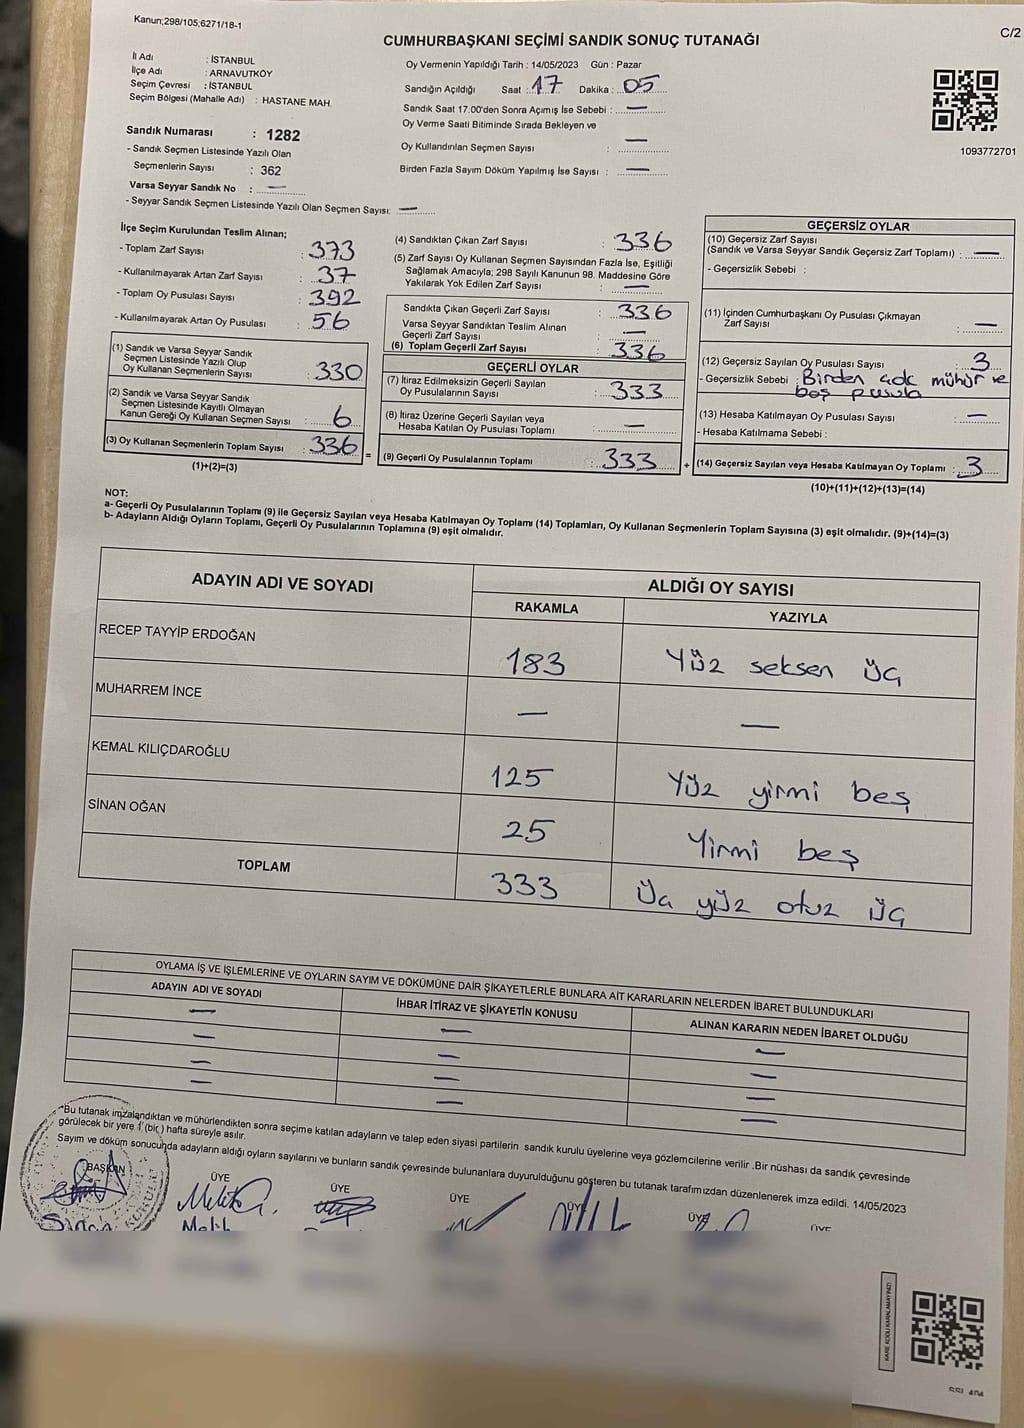 Kanun;298/105;6271/18-1
C/2
CUMHURBAŞKANI SEÇİMİ SANDIK SONUÇ TUTANAĞI
İl Adı : İSTANBUL
İlçe Adı : ARNAVUTKÖY
Seçim Çevresi : İSTANBUL
Seçim Bölgesi (Mahalle Adı) : HASTANE MAH.
Sandık Numarası : 1282
- Sandık Seçmen Listesinde Yazılı Olan
Seçmenlerin Sayısı : 362
Varsa Seyyar Sandık No : —
- Seyyar Sandık Seçmen Listesinde Yazılı Olan Seçmen Sayısı: —
Oy Vermenin Yapıldığı Tarih : 14/05/2023 Gün : Pazar
Sandığın Açıldığı Saat : 17 Dakika : 05
Sandık Saat 17:00'den Sonra Açımış İse Sebebi : —
Oy Verme Saati Bitiminde Sırada Bekleyen ve
Oy Kullandırılan Seçmen Sayısı : —
Birden Fazla Sayım Döküm Yapılmış İse Sayısı : —
1093772701
İlçe Seçim Kurulundan Teslim Alınan;
- Toplam Zarf Sayısı : 373
- Kullanılmayarak Artan Zarf Sayısı : 37
- Toplam Oy Pusulası Sayısı : 392
- Kullanılmayarak Artan Oy Pusulası : 56
(1) Sandık ve Varsa Seyyar Sandık
Seçmen Listesinde Yazılı Olup
Oy Kullanan Seçmenlerin Sayısı : 330
(2) Sandık ve Varsa Seyyar Sandık
Seçmen Listesinde Kayıtlı Olmayan
Kanun Gereği Oy Kullanan Seçmen Sayısı : 6
(3) Oy Kullanan Seçmenlerin Toplam Sayısı : 336 =
(1)+(2)=(3)
(4) Sandıktan Çıkan Zarf Sayısı : 336
(5) Zarf Sayısı Oy Kullanan Seçmen Sayısından Fazla İse, Eşitliği
Sağlamak Amacıyla; 298 Sayılı Kanunun 98. Maddesine Göre
Yakılarak Yok Edilen Zarf Sayısı : —
Sandıkta Çıkan Geçerli Zarf Sayısı : 336
Varsa Seyyar Sandıktan Teslim Alınan
Geçerli Zarf Sayısı : —
(6) Toplam Geçerli Zarf Sayısı : 336
GEÇERLİ OYLAR
(7) İtiraz Edilmeksizin Geçerli Sayılan
Oy Pusulalarının Sayısı : 333
(8) İtiraz Üzerine Geçerli Sayılan veya
Hesaba Katılan Oy Pusulası Toplamı : —
(9) Geçerli Oy Pusulalarının Toplamı : 333 +
GEÇERSİZ OYLAR
(10) Geçersiz Zarf Sayısı
(Sandık ve Varsa Seyyar Sandık Geçersiz Zarf Toplamı) : —
- Geçersizlik Sebebi :
(11) İçinden Cumhurbaşkanı Oy Pusulası Çıkmayan
Zarf Sayısı : —
(12) Geçersiz Sayılan Oy Pusulası Sayısı : 3
- Geçersizlik Sebebi : Birden mühür ve
boş pusula
(13) Hesaba Katılmayan Oy Pusulası Sayısı : —
- Hesaba Katılmama Sebebi :
(14) Geçersiz Sayılan veya Hesaba Katılmayan Oy Toplamı : 3
(10)+(11)+(12)+(13)=(14)
NOT:
a- Geçerli Oy Pusulalarının Toplamı (9) ile Geçersiz Sayılan veya Hesaba Katılmayan Oy Toplamı (14) Toplamları, Oy Kullanan Seçmenlerin Toplam Sayısına (3) eşit olmalıdır. (9)+(14)=(3)
b- Adayların Aldığı Oyların Toplamı, Geçerli Oy Pusulalarının Toplamına (9) eşit olmalıdır.
ADAYIN ADI VE SOYADI ALDIĞI OY SAYISI
RAKAMLA YAZIYLA
RECEP TAYYİP ERDOĞAN 183 Yüz seksen üç
MUHARREM İNCE — —
KEMAL KILIÇDAROĞLU 125 Yüz yirmi beş
SİNAN OĞAN 25 Yirmi beş
TOPLAM 333 Üç yüz otuz üç
OYLAMA İŞ VE İŞLEMLERİNE VE OYLARIN SAYIM VE DÖKÜMÜNE DAİR ŞİKAYETLERLE BUNLARA AİT KARARLARIN NELERDEN İBARET BULUNDUKLARI
ADAYIN ADI VE SOYADI İHBAR İTİRAZ VE ŞİKAYETİN KONUSU ALINAN KARARIN NEDEN İBARET OLDUĞU
— — —
— — —
— — —
— — —
"Bu tutanak imzalandıktan ve mühürlendikten sonra seçime katılan adayların ve talep eden siyasi partilerin sandık kurulu üyelerine veya gözlemcilerine verilir .Bir nüshası da sandık çevresinde
görülecek bir yere 1 (bir ) hafta süreyle asılır.
Sayım ve döküm sonucunda adayların aldığı oyların sayılarını ve bunların sandık çevresinde bulunanlara duyurulduğunu gösteren bu tutanak tarafımızdan düzenlenerek imza edildi. 14/05/2023
BAŞKAN ÜYE ÜYE ÜYE ÜYE ÜYE ÜYE
KARE KODU KARALAMAYINIZ!